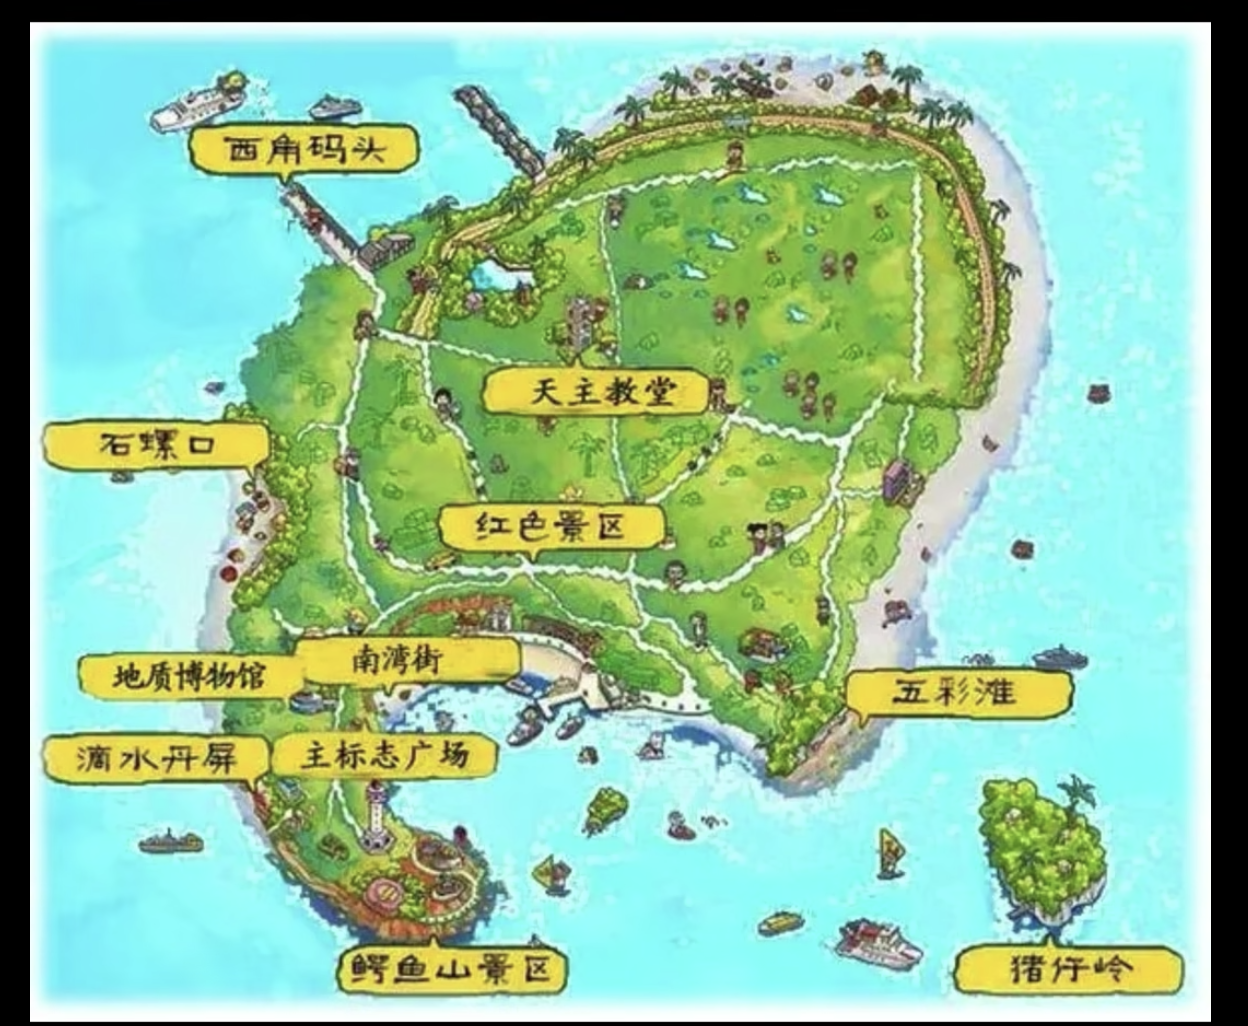 西角码头
天主教堂
石螺口
红色景区
南湾街
地质博物馆
五彩滩
主标志广场
滴水丹屏
鳄鱼山景区
猪仔岭